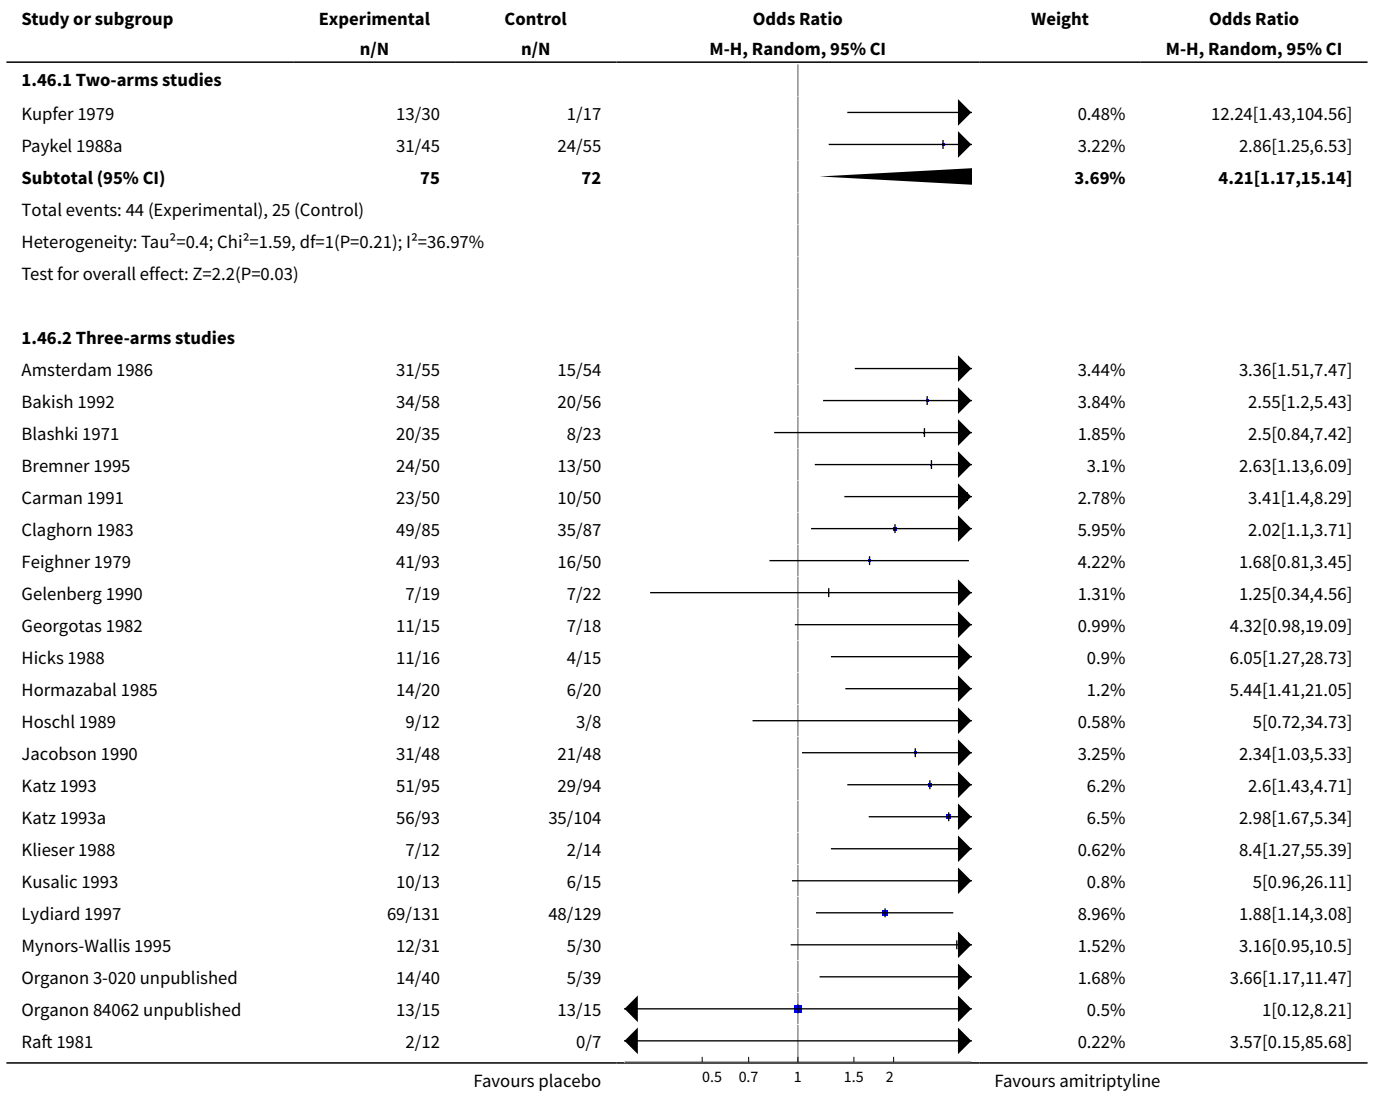 Study or subgroup Experimental Control Odds Ratio Weight Odds Ratio
n/N n/N M-H, Random, 95% CI M-H, Random, 95% CI
1.46.1 Two-arms studies
Kupfer 1979 13/30 1/17 0.48% 12.24[1.43,104.56]
Paykel 1988a 31/45 24/55 3.22% 2.86[1.25,6.53]
Subtotal (95% CI) 75 72 3.69% 4.21[1.17,15.14]
Total events: 44 (Experimental), 25 (Control)
Heterogeneity: Tau²=0.4; Chi²=1.59, df=1(P=0.21); I²=36.97%
Test for overall effect: Z=2.2(P=0.03)
1.46.2 Three-arms studies
Amsterdam 1986 31/55 15/54 3.44% 3.36[1.51,7.47]
Bakish 1992 34/58 20/56 3.84% 2.55[1.2,5.43]
Blashki 1971 20/35 8/23 1.85% 2.5[0.84,7.42]
Bremner 1995 24/50 13/50 3.1% 2.63[1.13,6.09]
Carman 1991 23/50 10/50 2.78% 3.41[1.4,8.29]
Claghorn 1983 49/85 35/87 5.95% 2.02[1.1,3.71]
Feighner 1979 41/93 16/50 4.22% 1.68[0.81,3.45]
Gelenberg 1990 7/19 7/22 1.31% 1.25[0.34,4.56]
Georgotas 1982 11/15 7/18 0.99% 4.32[0.98,19.09]
Hicks 1988 11/16 4/15 0.9% 6.05[1.27,28.73]
Hormazabal 1985 14/20 6/20 1.2% 5.44[1.41,21.05]
Hoschl 1989 9/12 3/8 0.58% 5[0.72,34.73]
Jacobson 1990 31/48 21/48 3.25% 2.34[1.03,5.33]
Katz 1993 51/95 29/94 6.2% 2.6[1.43,4.71]
Katz 1993a 56/93 35/104 6.5% 2.98[1.67,5.34]
Klieser 1988 7/12 2/14 0.62% 8.4[1.27,55.39]
Kusalic 1993 10/13 6/15 0.8% 5[0.96,26.11]
Lydiard 1997 69/131 48/129 8.96% 1.88[1.14,3.08]
Mynors-Wallis 1995 12/31 5/30 1.52% 3.16[0.95,10.5]
Organon 3-020 unpublished 14/40 5/39 1.68% 3.66[1.17,11.47]
Organon 84062 unpublished 13/15 13/15 0.5% 1[0.12,8.21]
Raft 1981 2/12 0/7 0.22% 3.57[0.15,85.68]
Favours placebo 0.5 0.7 1 1.5 2 Favours amitriptyline